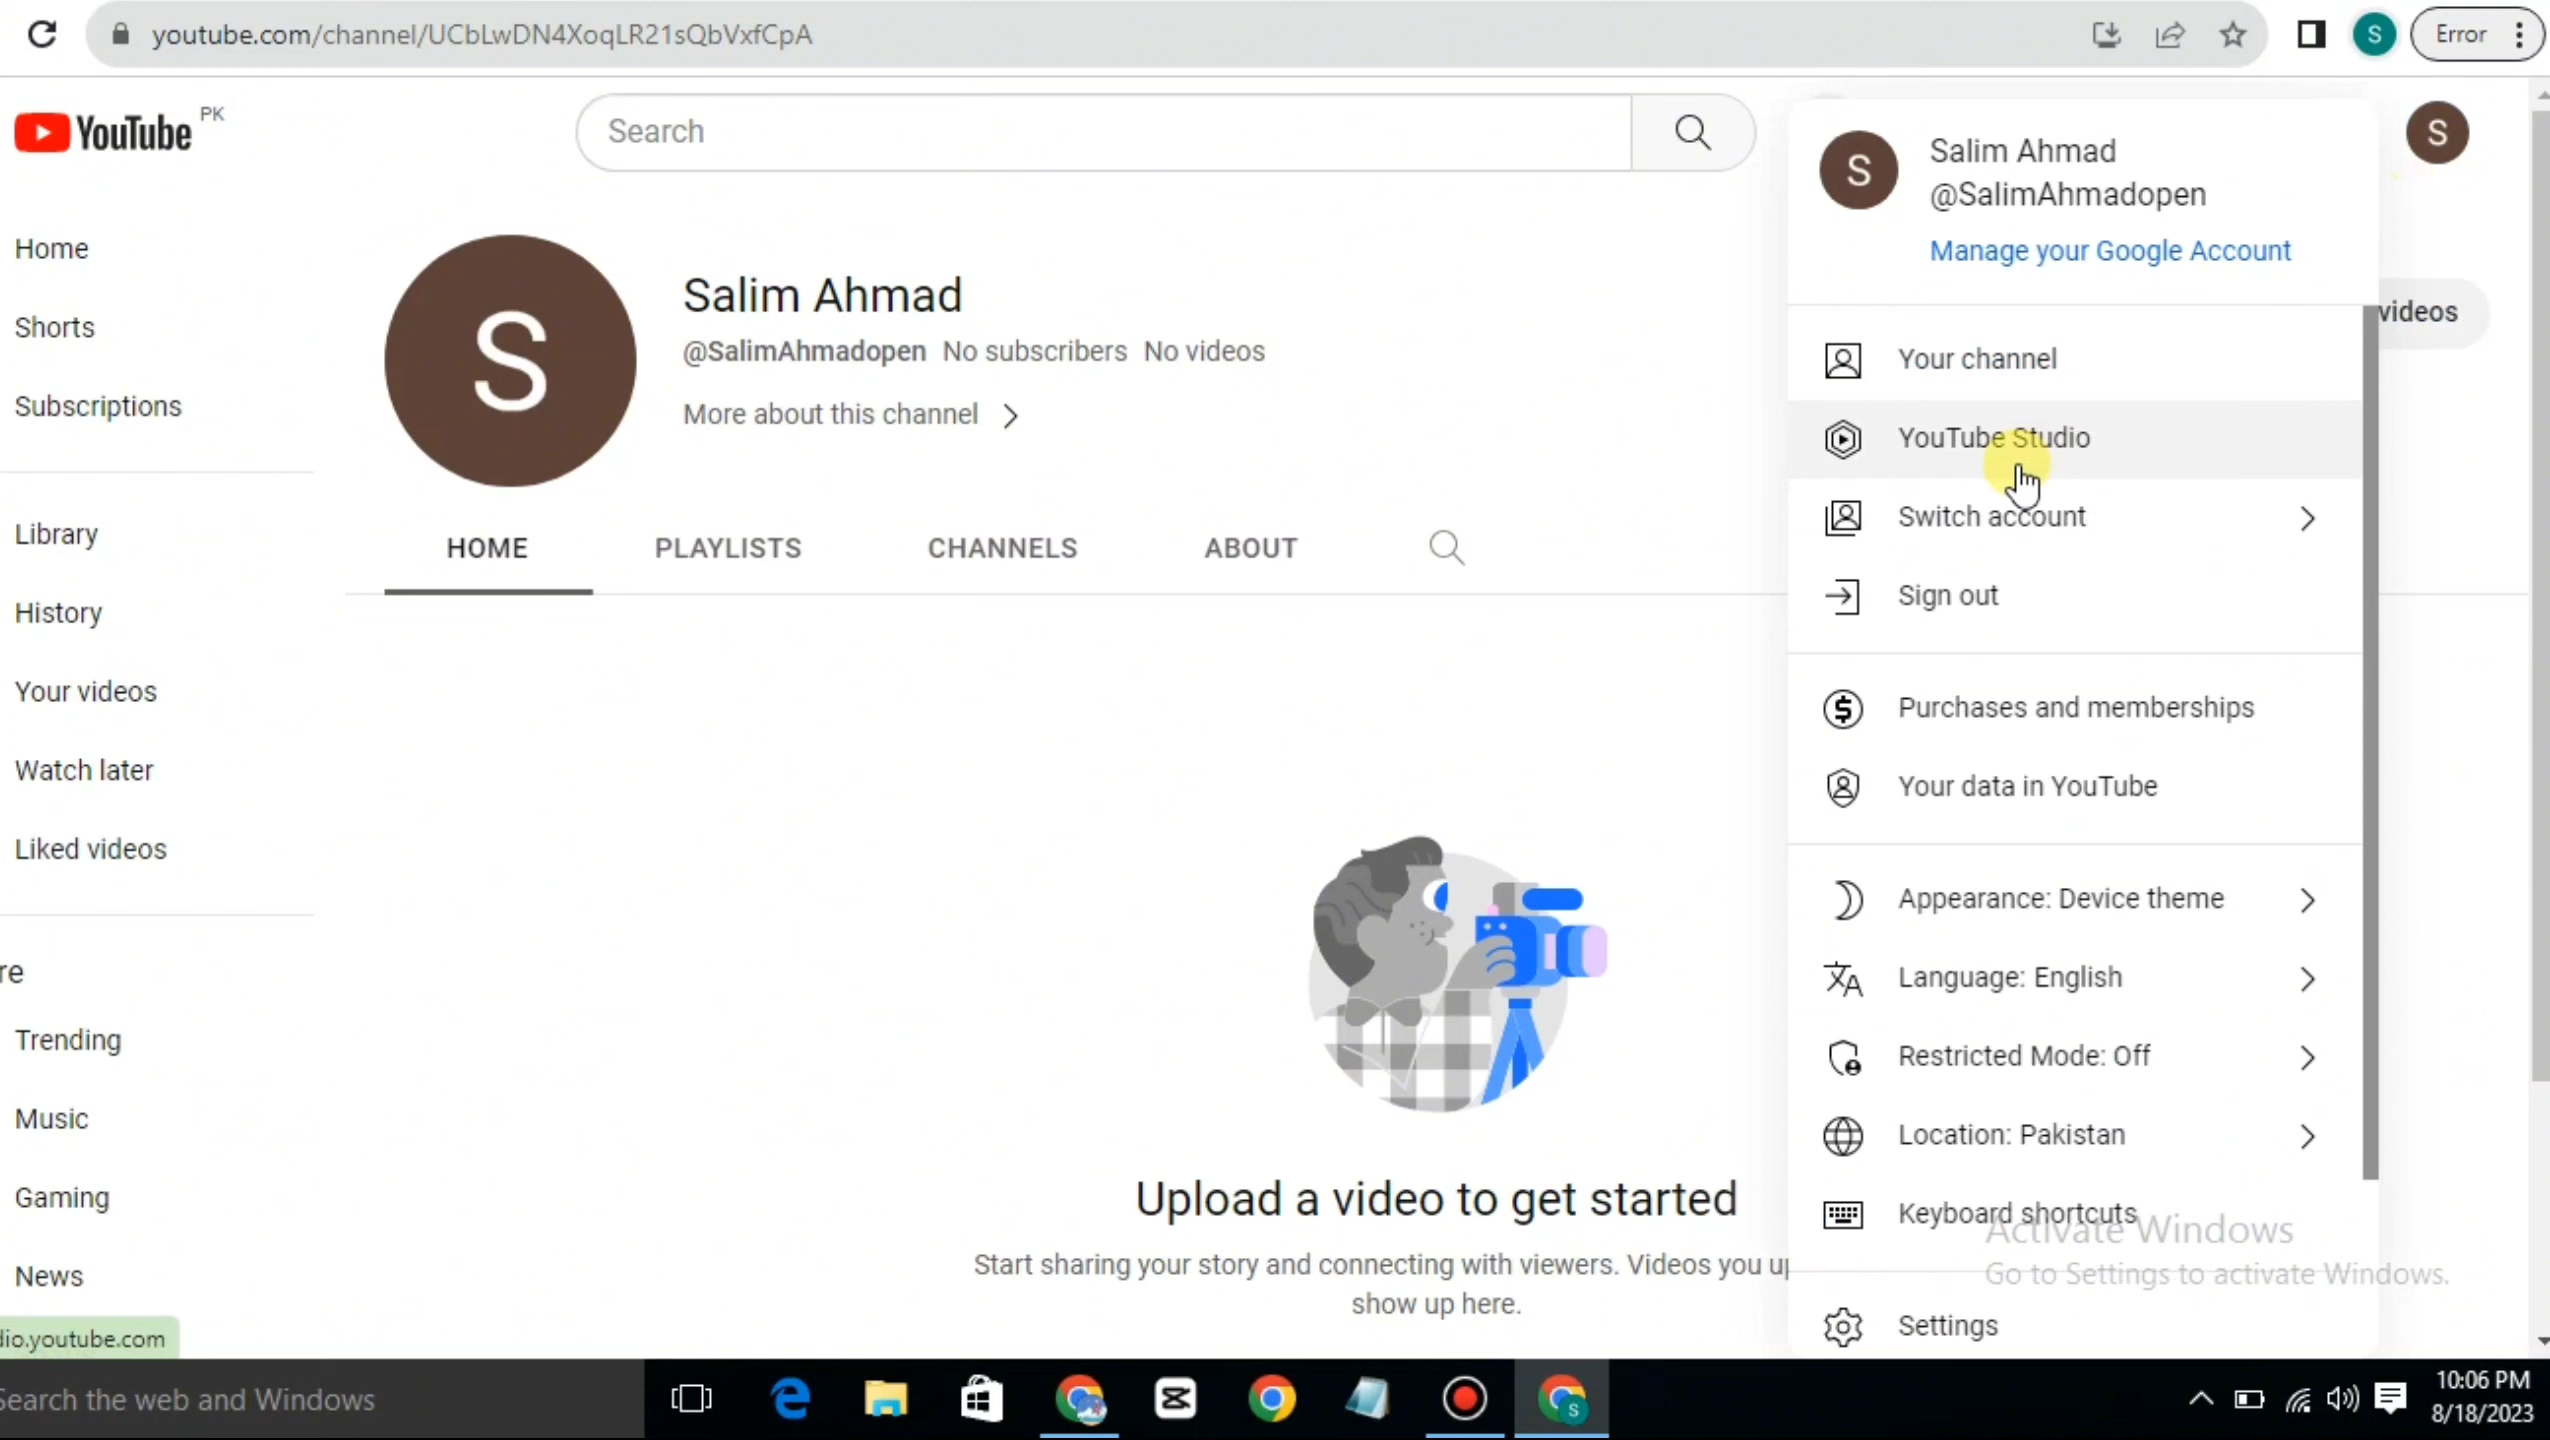 youtube.com/channel/UCbLwDN4XoqLR21sQbVxfCpA
S
Error
YouTube PK
Search
S
Home
Shorts
Subscriptions
Library
History
Your videos
Watch later
Liked videos
re
Trending
Music
Gaming
News
dio.youtube.com
S
Salim Ahmad
@SalimAhmadopen No subscribers No videos
More about this channel
HOME PLAYLISTS CHANNELS ABOUT
Upload a video to get started
Start sharing your story and connecting with viewers. Videos you up
show up here.
S
Salim Ahmad
@SalimAhmadopen
Manage your Google Account
videos
Your channel
YouTube Studio
Switch account
Sign out
Purchases and memberships
Your data in YouTube
Appearance: Device theme
Language: English
Restricted Mode: Off
Location: Pakistan
Keyboard shortcuts
Settings
Activate Windows
Go to Settings to activate Windows.
Search the web and Windows
S
10:06 PM
8/18/2023